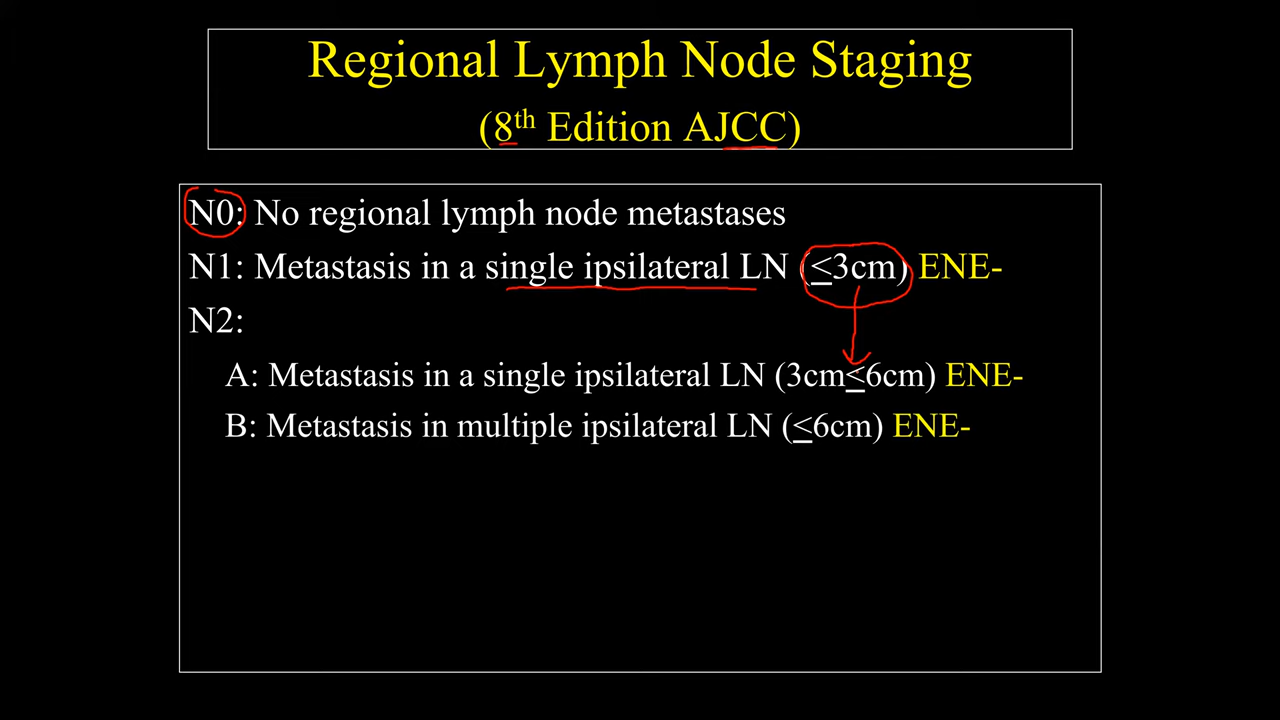 Regional Lymph Node Staging
(8th Edition AJCC)
N0: No regional lymph node metastases
N1: Metastasis in a single ipsilateral LN (≤3cm) ENE-
N2:
A: Metastasis in a single ipsilateral LN (3cm≤6cm) ENE-
B: Metastasis in multiple ipsilateral LN (≤6cm) ENE-